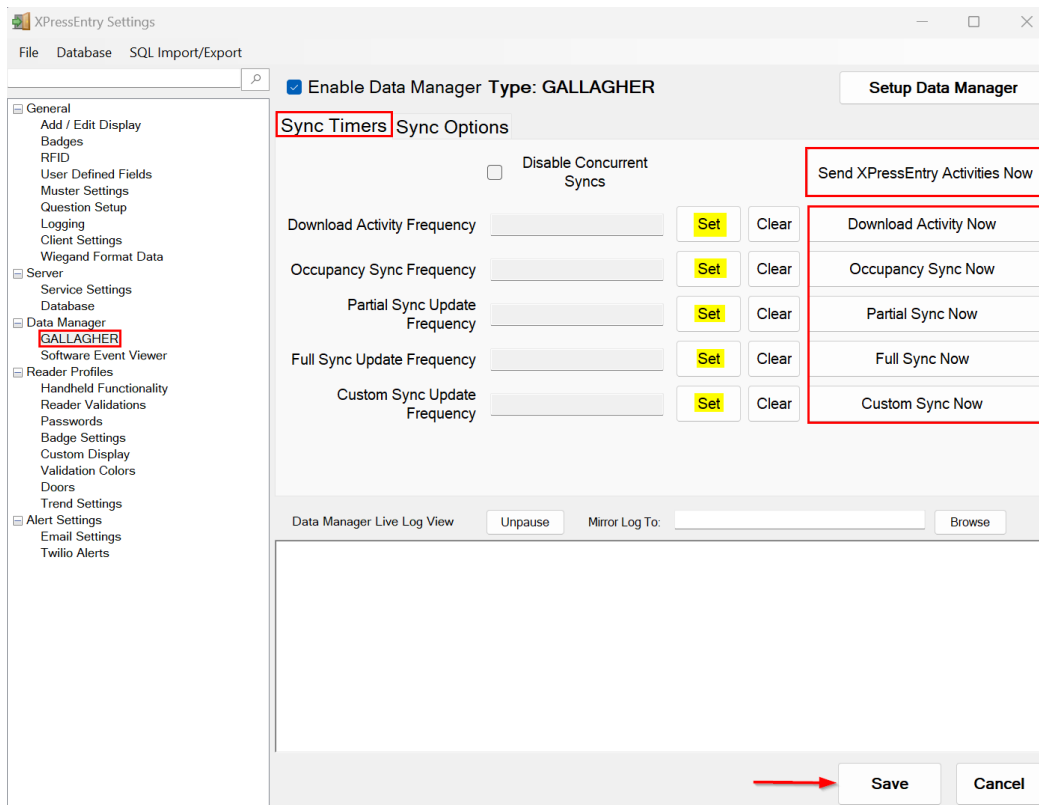 XPressEntry Settings
File Database SQL Import/Export
General
Add / Edit Display
Badges
RFID
User Defined Fields
Muster Settings
Question Setup
Logging
Client Settings
Wiegand Format Data
Server
Service Settings
Database
Data Manager
GALLAGHER
Software Event Viewer
Reader Profiles
Handheld Functionality
Reader Validations
Passwords
Badge Settings
Custom Display
Validation Colors
Doors
Trend Settings
Alert Settings
Email Settings
Twilio Alerts
Enable Data Manager Type: GALLAGHER
Setup Data Manager
Sync Timers Sync Options
Disable Concurrent
Syncs
Send XPressEntry Activities Now
Download Activity Frequency Set Clear Download Activity Now
Occupancy Sync Frequency Set Clear Occupancy Sync Now
Partial Sync Update
Frequency Set Clear Partial Sync Now
Full Sync Update Frequency Set Clear Full Sync Now
Custom Sync Update
Frequency Set Clear Custom Sync Now
Data Manager Live Log View Unpause Mirror Log To: Browse
Save Cancel